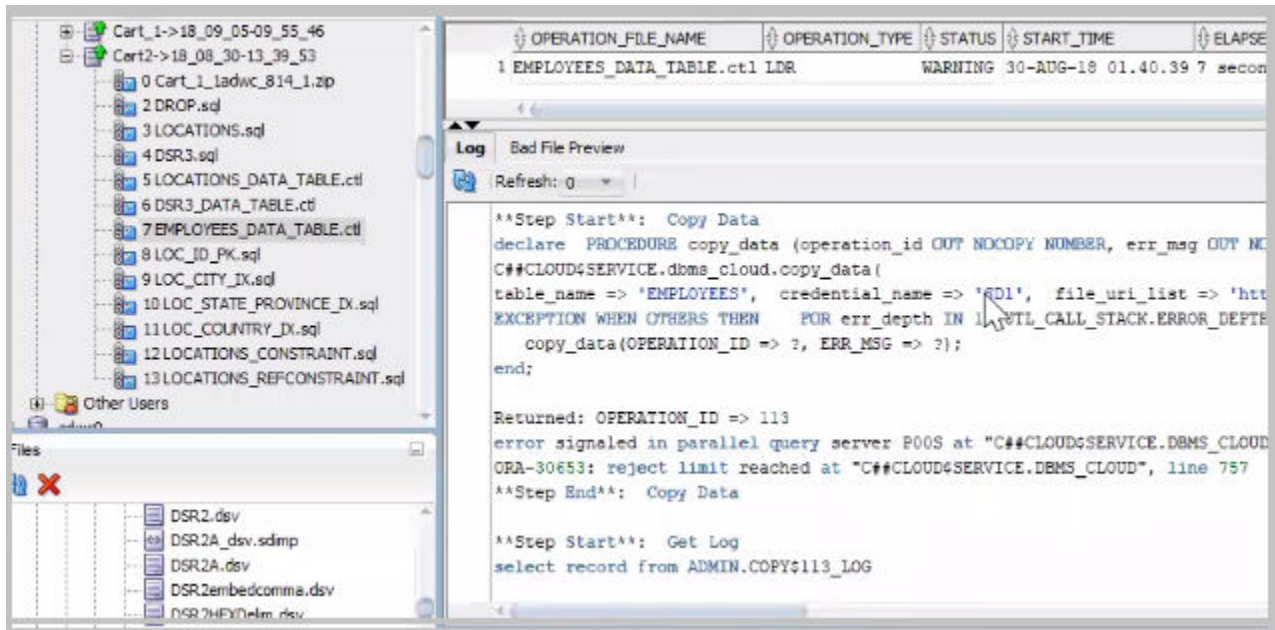 Cart_1->18_09_05-09_55_46
Cart2->18_08_30-13_39_53
0 Cart_1_1adwc_814_1.zip
2 DROP.sql
3 LOCATIONS.sql
4 DSR3.sql
5 LOCATIONS_DATA_TABLE.ctl
6 DSR3_DATA_TABLE.ctl
7 EMPLOYEES_DATA_TABLE.ctl
8 LOC_ID_PK.sql
9 LOC_CITY_IX.sql
10 LOC_STATE_PROVINCE_IX.sql
11 LOC_COUNTRY_IX.sql
12 LOCATIONS_CONSTRAINT.sql
13 LOCATIONS_REFCONSTRAINT.sql
Other Users
Files
DSR2.dsv
DSR2A_dsv.sdimp
DSR2A.dsv
DSR2embedcomma.dsv
DSR2HEXDelim.dsv
OPERATION_FILE_NAME OPERATION_TYPE STATUS START_TIME ELAPSE
1 EMPLOYEES_DATA_TABLE.ctl LDR WARNING 30-AUG-18 01.40.39 7 secon
Log Bad File Preview
Refresh: 0
**Step Start**: Copy Data
declare PROCEDURE copy_data (operation_id OUT NOCOPY NUMBER, err_msg OUT NO
C##CLOUD$SERVICE.dbms_cloud.copy_data(
table_name => 'EMPLOYEES', credential_name => ' file_uri_list => 'htt
EXCEPTION WHEN OTHERS THEN FOR err_depth IN 1 UTL_CALL_STACK.ERROR_DEPTH
copy_data(OPERATION_ID => ?, ERR_MSG => ?);
end;
Returned: OPERATION_ID => 113
error signaled in parallel query server P00S at "C##CLOUD$SERVICE.DBMS_CLOUD
ORA-30653: reject limit reached at "C##CLOUD$SERVICE.DBMS_CLOUD", line 757
**Step End**: Copy Data
**Step Start**: Get Log
select record from ADMIN.COPY$113_LOG